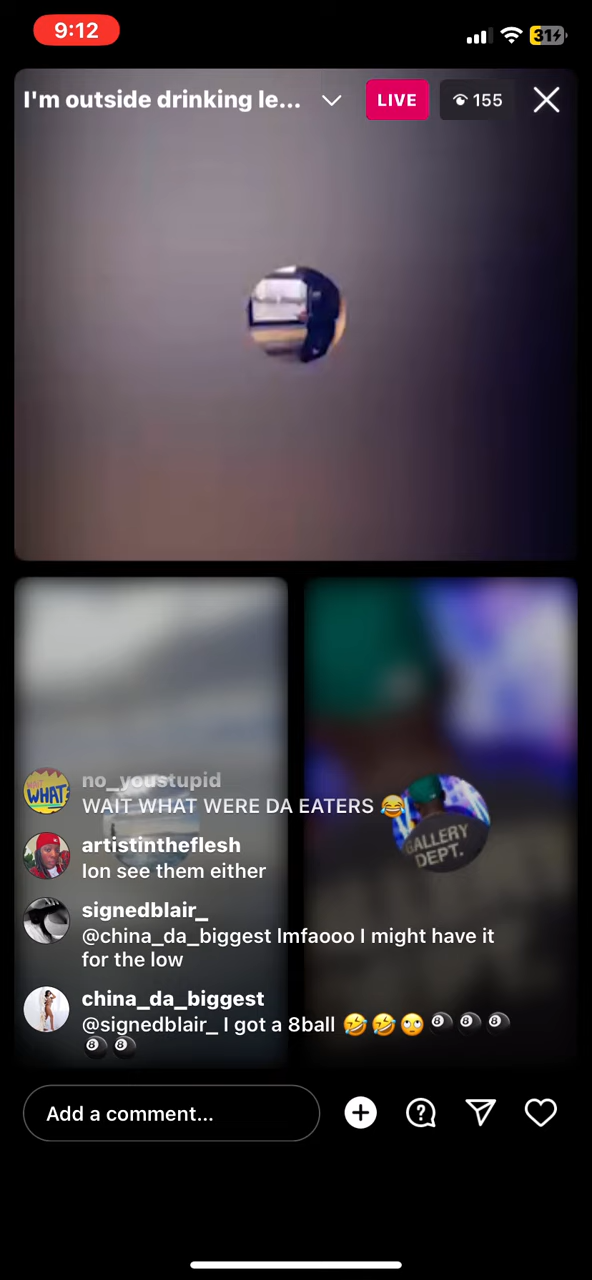 9:12
31
I'm outside drinking le...
LIVE
155
no_youstupid
WAIT WHAT WERE DA EATERS 😂
WHAT
artistintheflesh
Ion see them either
signedblair_
@china_da_biggest lmfaooo I might have it
for the low
china_da_biggest
@signedblair_ I got a 8ball 🤣🤣🙄🎱🎱🎱
🎱🎱
GALLERY
DEPT.
Add a comment...